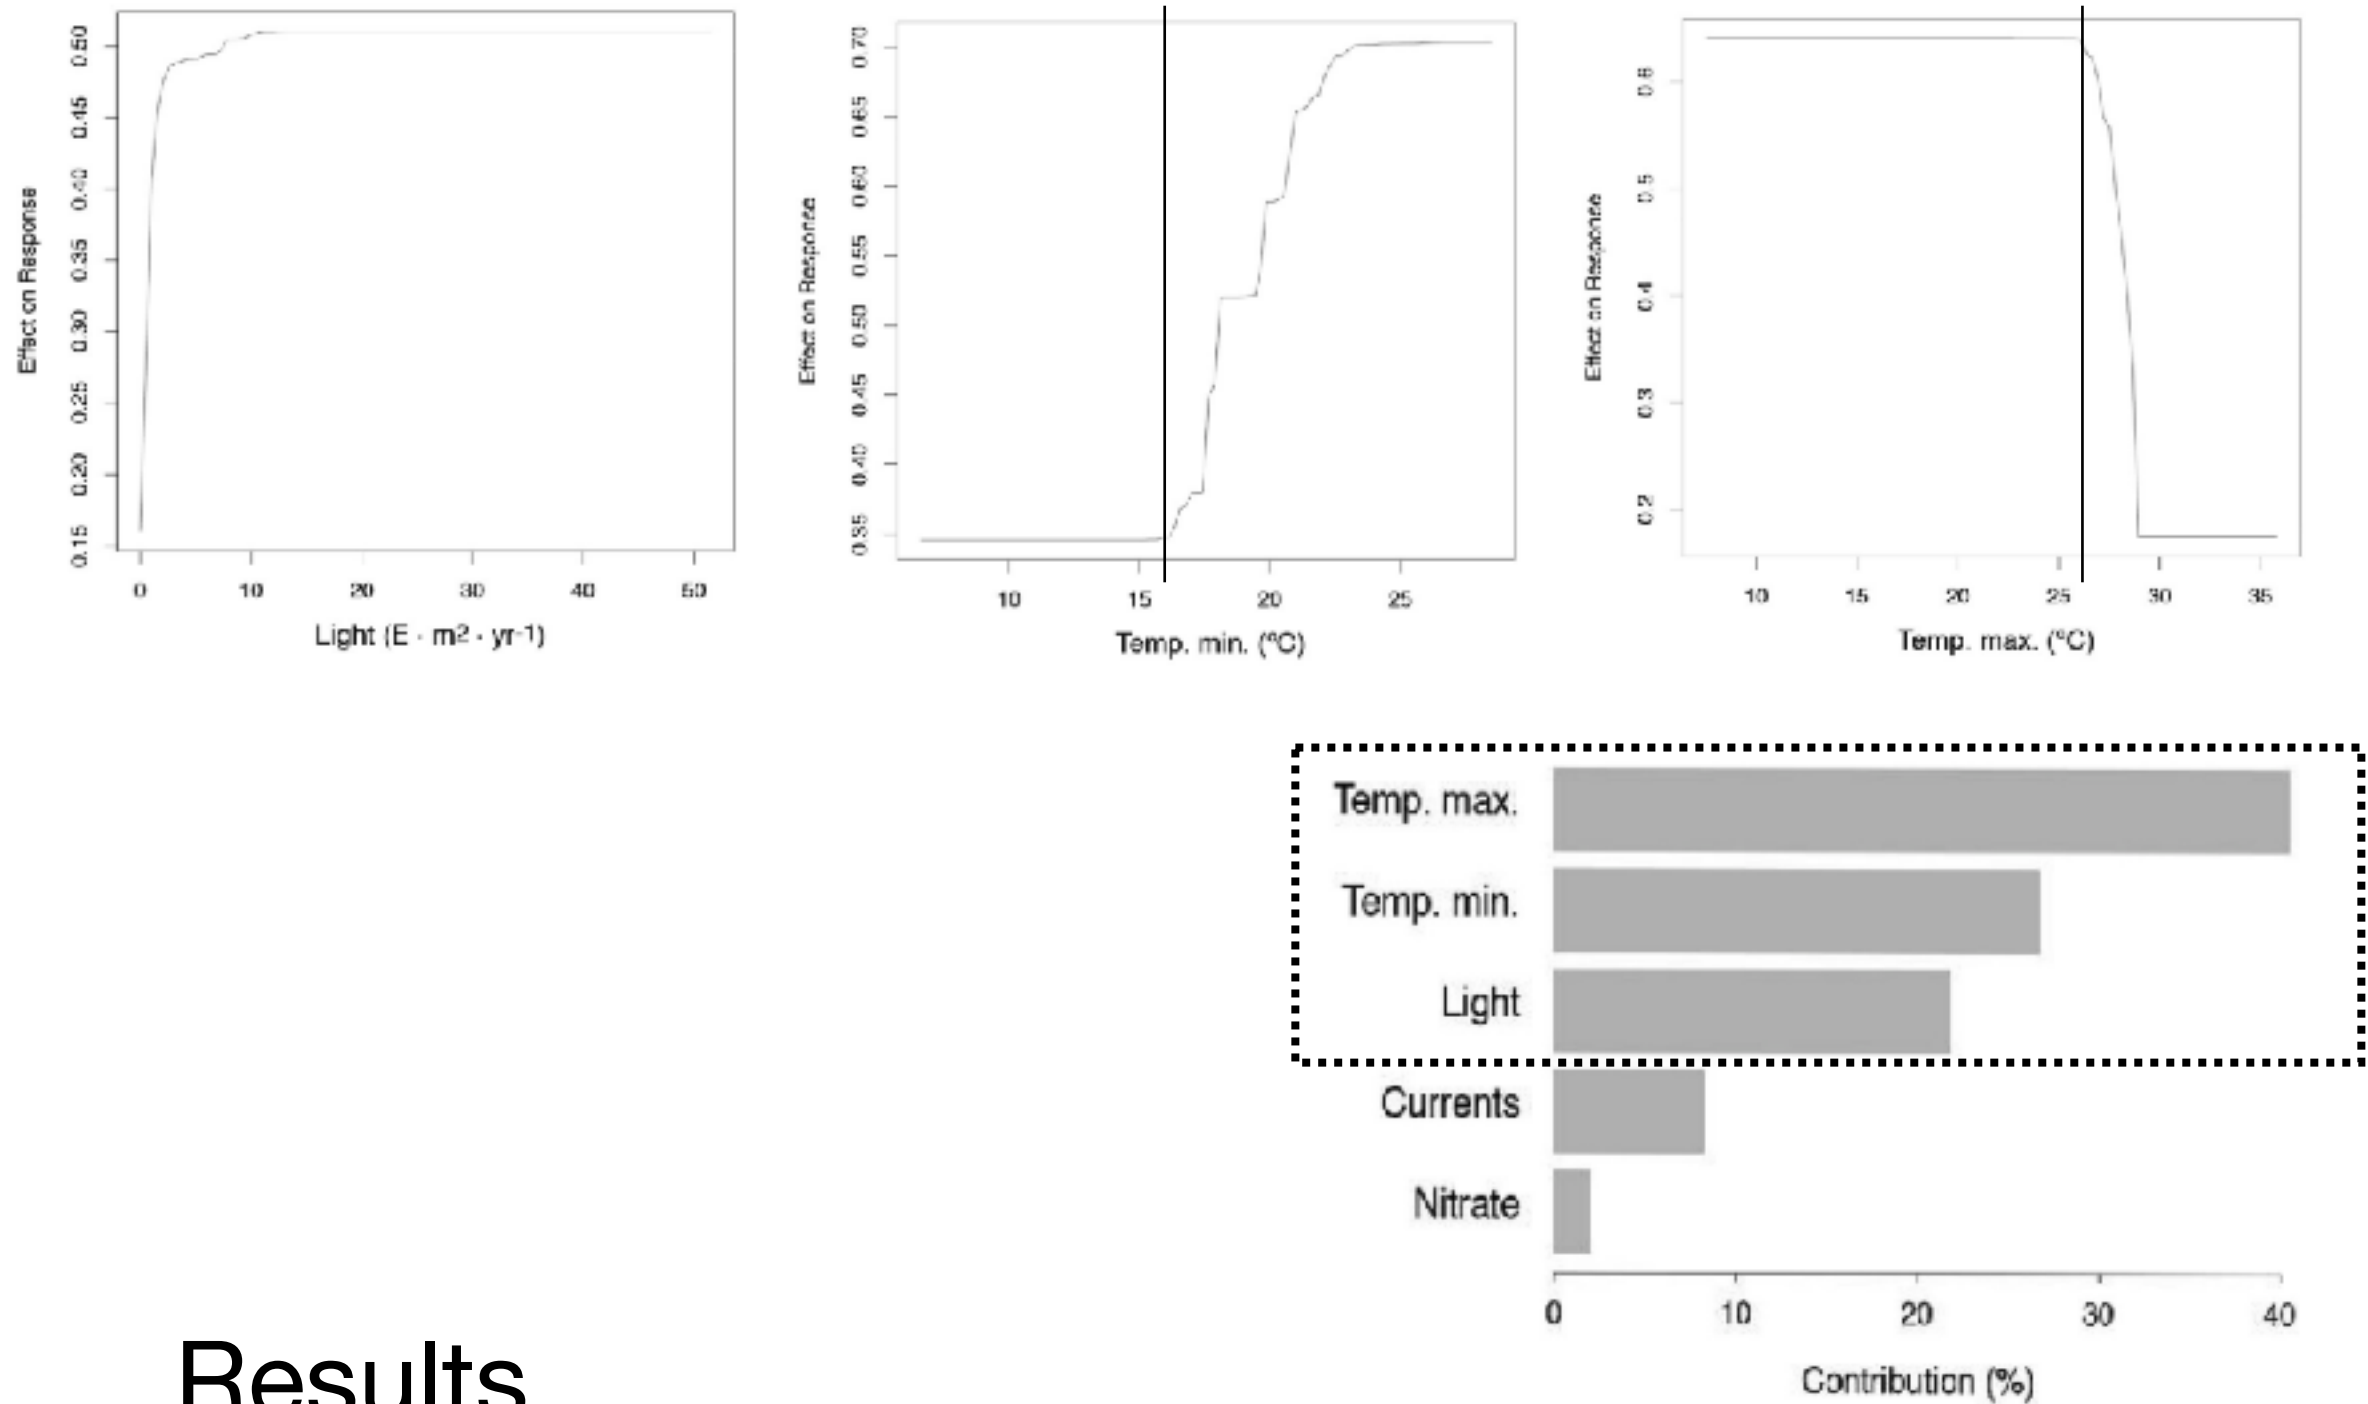 Effect on Response
0.50
0.45
0.40
0.35
0.30
0.25
0.20
0.15
0 10 20 30 40 50
Light (E · m2 · yr-1)
Effect on Response
0.70
0.65
0.60
0.55
0.50
0.45
0.40
0.35
10 15 20 25
Temp. min. (ºC)
Effect on Response
0.6
0.5
0.4
0.3
0.2
10 15 20 25 30 35
Temp. max. (ºC)
Temp. max.
Temp. min.
Light
Currents
Nitrate
0 10 20 30 40
Contribution (%)
Results